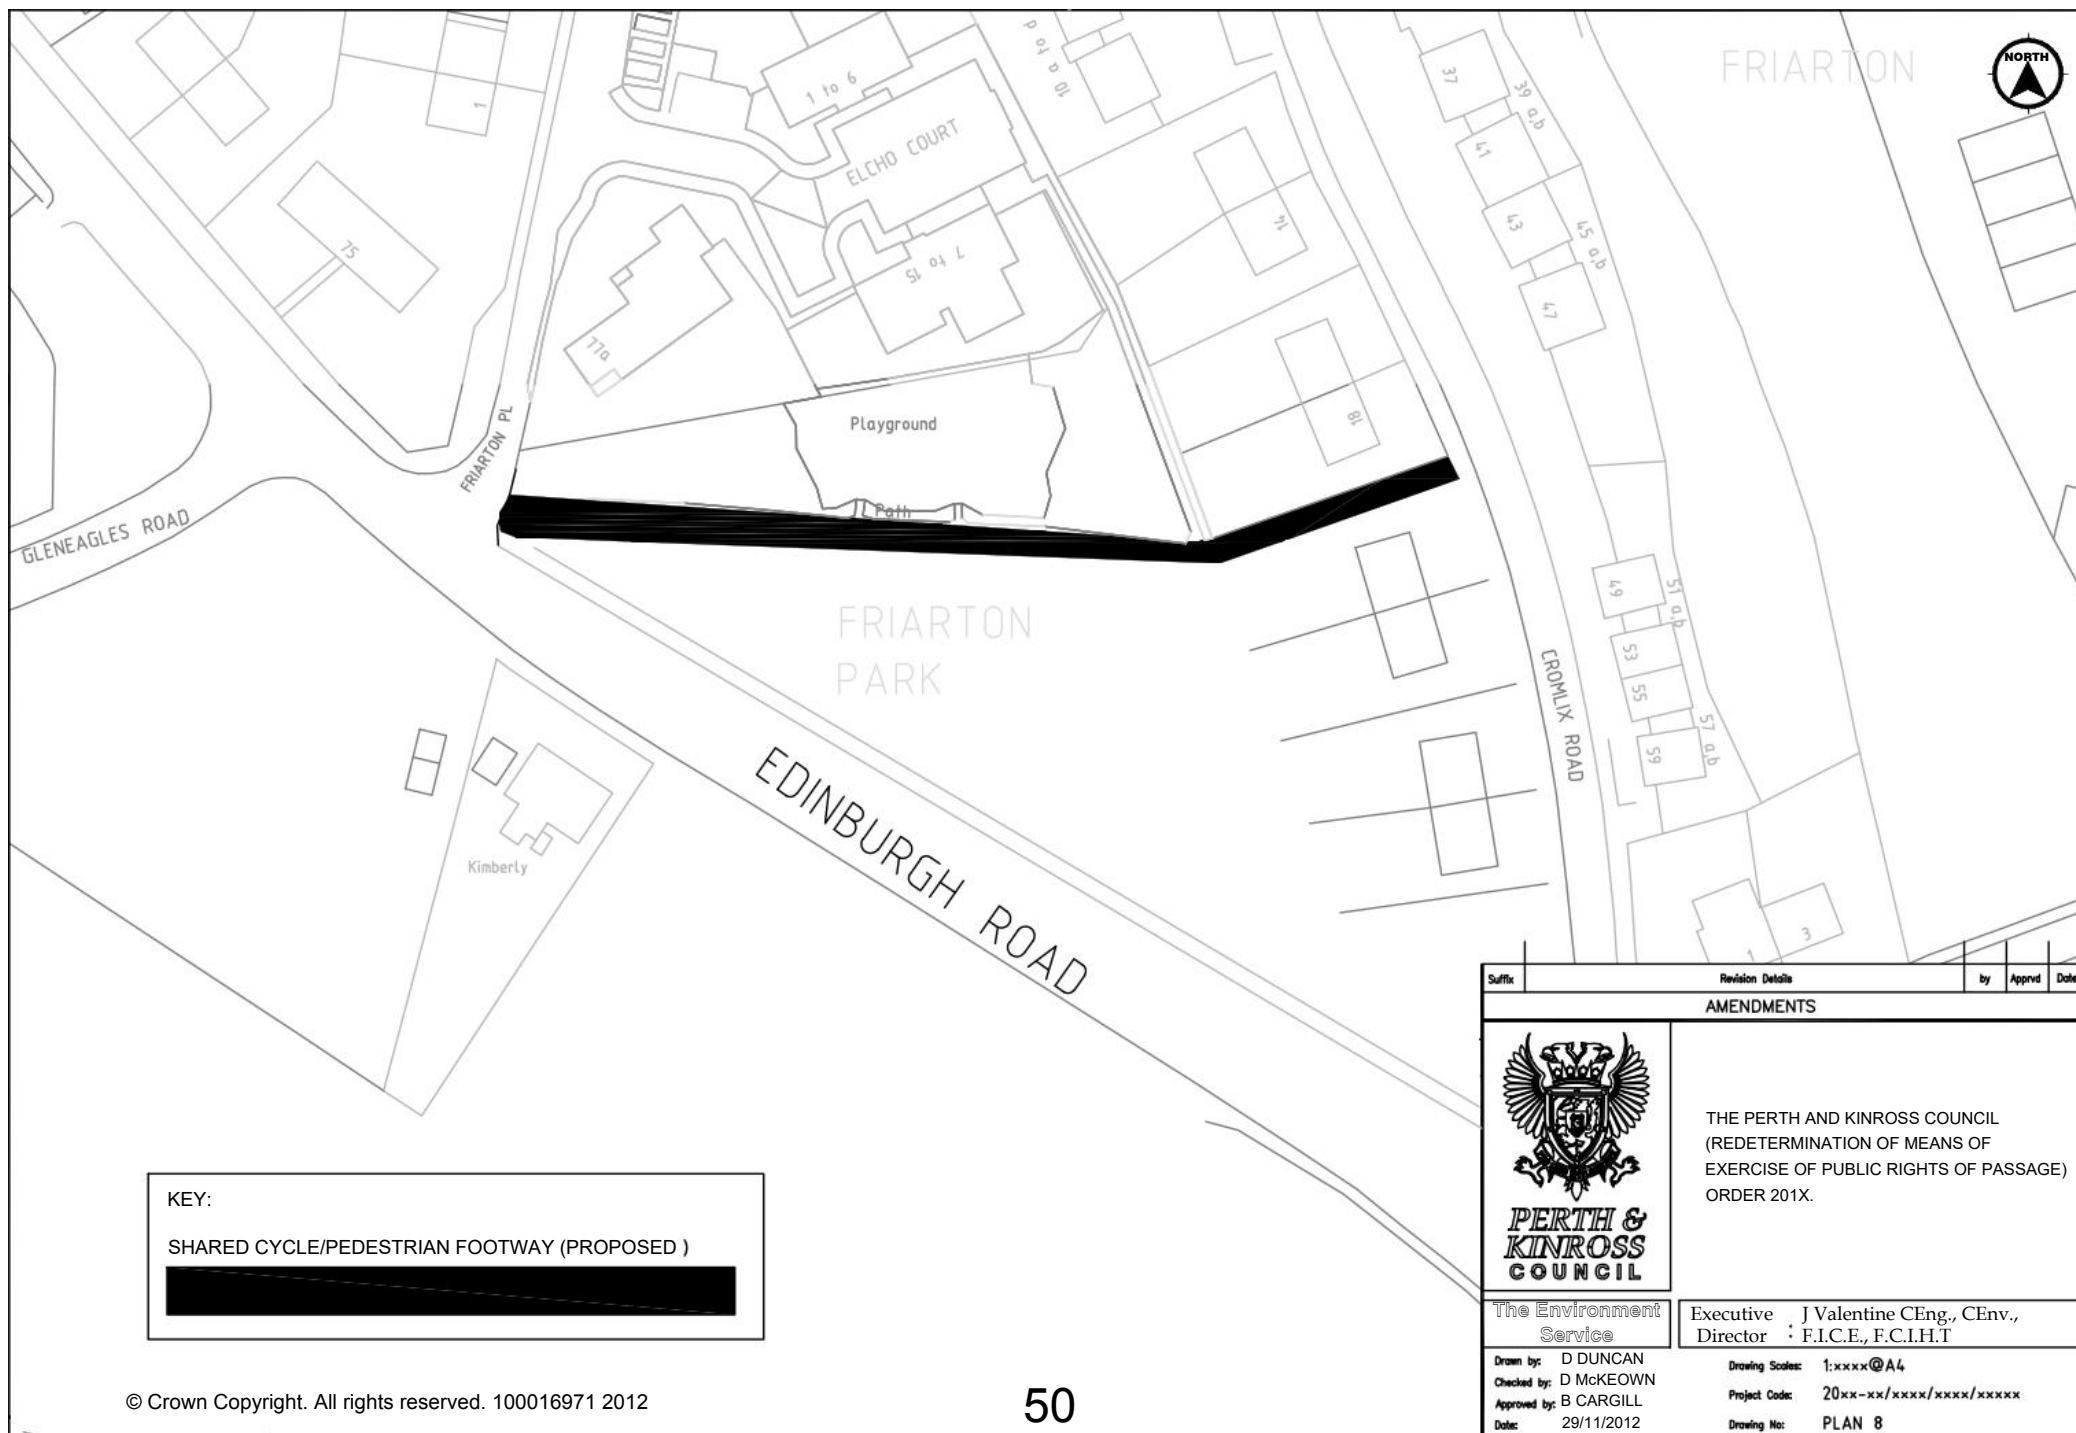 FRIARTON
NORTH
1
1 to 6
10 a to d
ELCHO COURT
37
39 a,b
41
14
43
45 a,b
75
7 to 15
47
77a
FRIARTON PL
Playground
18
Path
GLENEAGLES ROAD
FRIARTON
PARK
49
51 a,b
53
55
57 a,b
59
CROMLIX ROAD
EDINBURGH ROAD
Kimberly
1
3
Suffix Revision Details by Apprvd Date
AMENDMENTS
PERTH &
KINROSS
COUNCIL
THE PERTH AND KINROSS COUNCIL
(REDETERMINATION OF MEANS OF
EXERCISE OF PUBLIC RIGHTS OF PASSAGE)
ORDER 201X.
KEY:
SHARED CYCLE/PEDESTRIAN FOOTWAY (PROPOSED )
The Environment
Service
Executive : J Valentine CEng., CEnv.,
Director F.I.C.E., F.C.I.H.T
Drawn by: D DUNCAN
Checked by: D McKEOWN
Approved by: B CARGILL
Date: 29/11/2012
Drawing Scales: 1:xxxx@A4
Project Code: 20xx-xx/xxxx/xxxx/xxxxx
Drawing No: PLAN 8
© Crown Copyright. All rights reserved. 100016971 2012
50